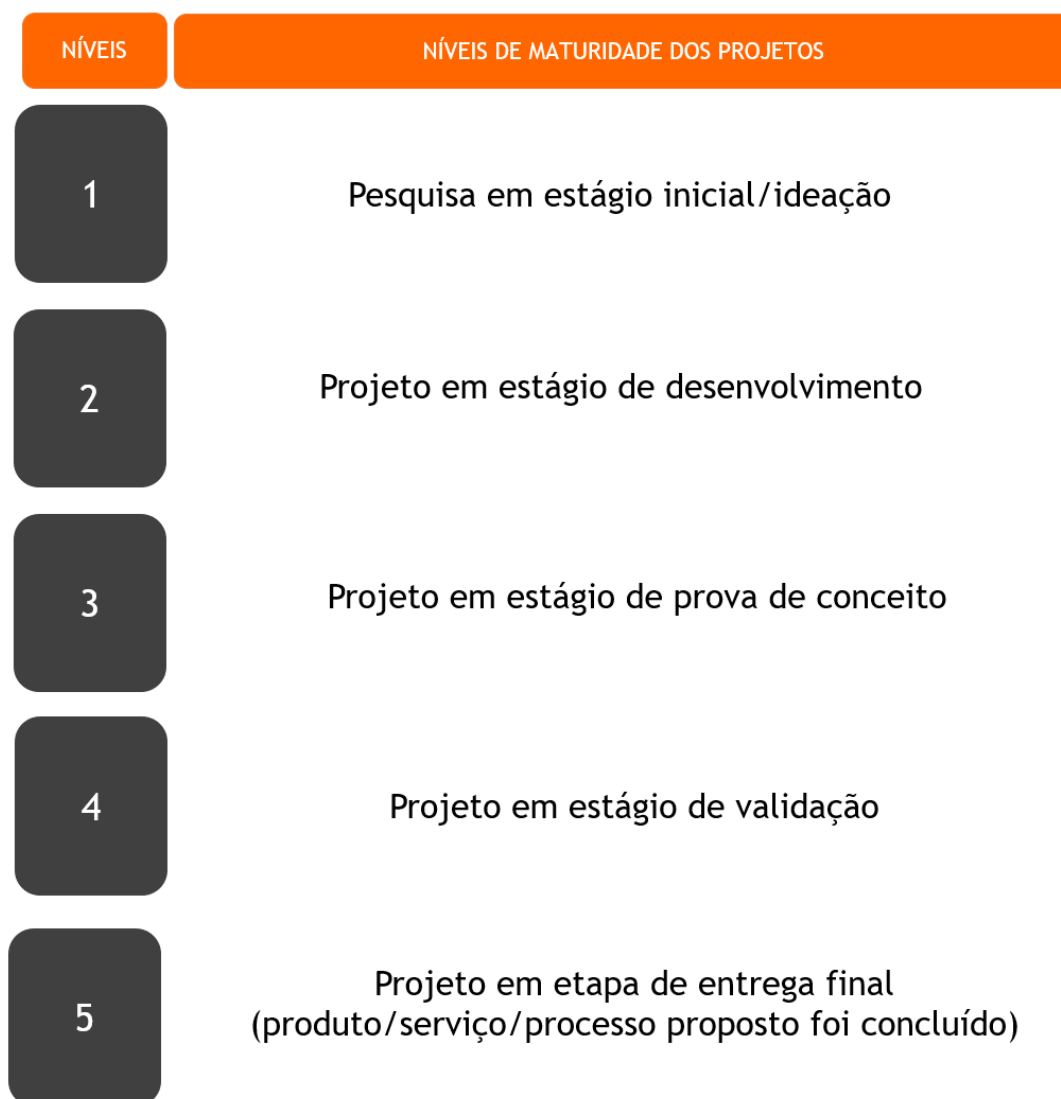 NÍVEIS
NÍVEIS DE MATURIDADE DOS PROJETOS
1
Pesquisa em estágio inicial/ideação
2
Projeto em estágio de desenvolvimento
3
Projeto em estágio de prova de conceito
4
Projeto em estágio de validação
5
Projeto em etapa de entrega final
(produto/serviço/processo proposto foi concluído)